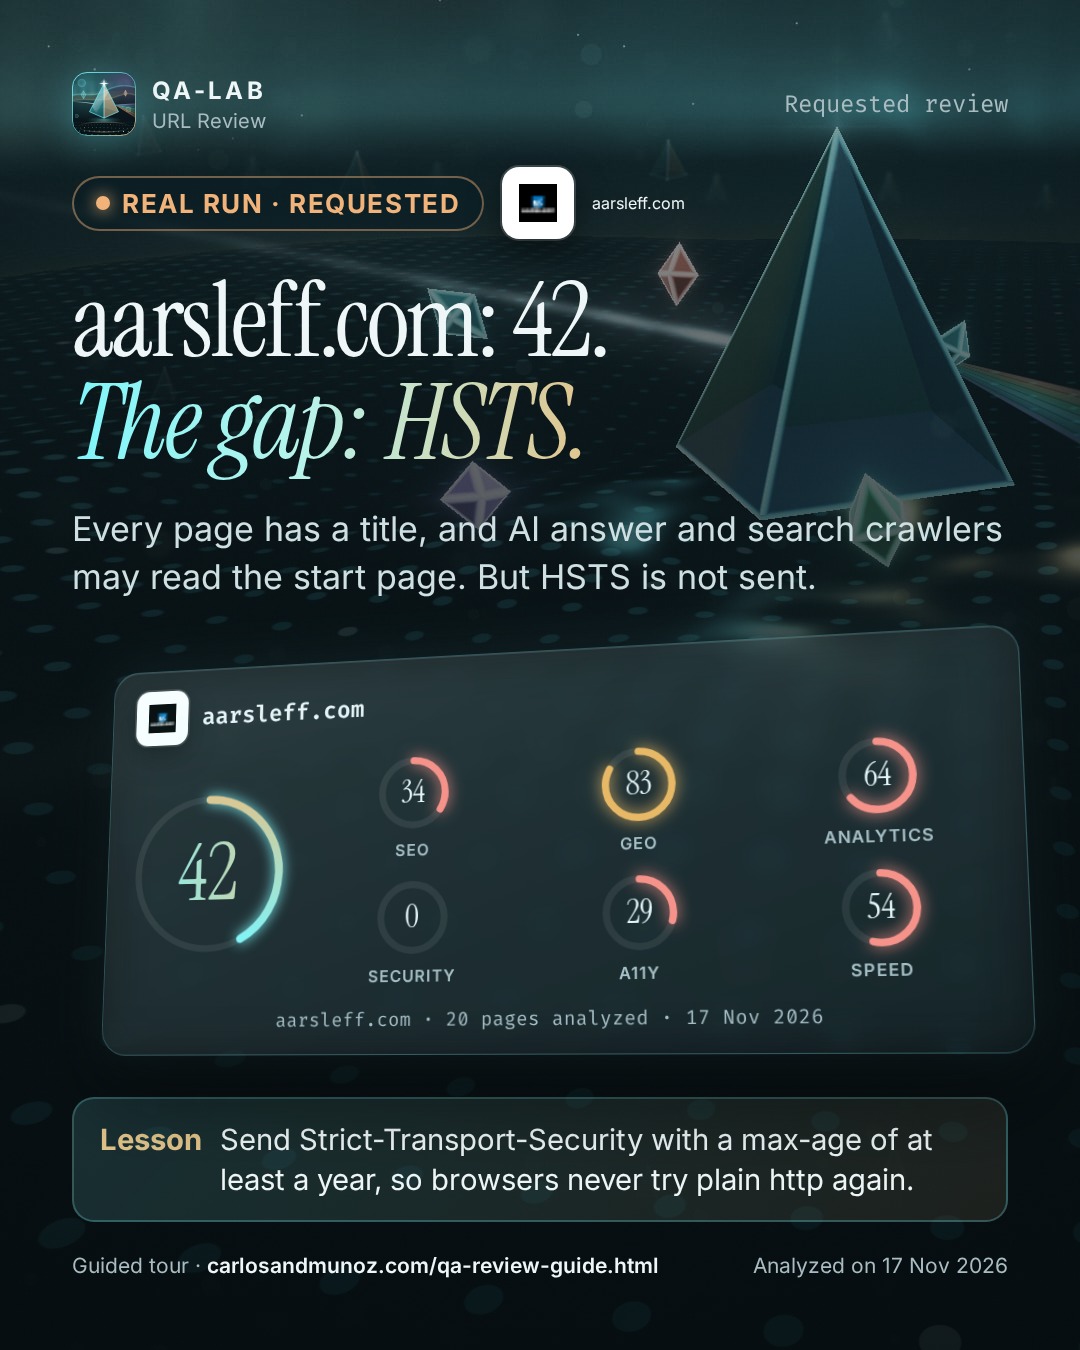 QA-LAB
URL Review
Requested review
REAL RUN · REQUESTED
aarsleff.com
aarsleff.com: 42.
The gap: HSTS.
Every page has a title, and AI answer and search crawlers
may read the start page. But HSTS is not sent.
aarsleff.com
42
34
SEO
83
GEO
64
ANALYTICS
0
SECURITY
29
A11Y
54
SPEED
aarsleff.com · 20 pages analyzed · 17 Nov 2026
Lesson Send Strict-Transport-Security with a max-age of at
least a year, so browsers never try plain http again.
Guided tour · carlosandmunoz.com/qa-review-guide.html
Analyzed on 17 Nov 2026